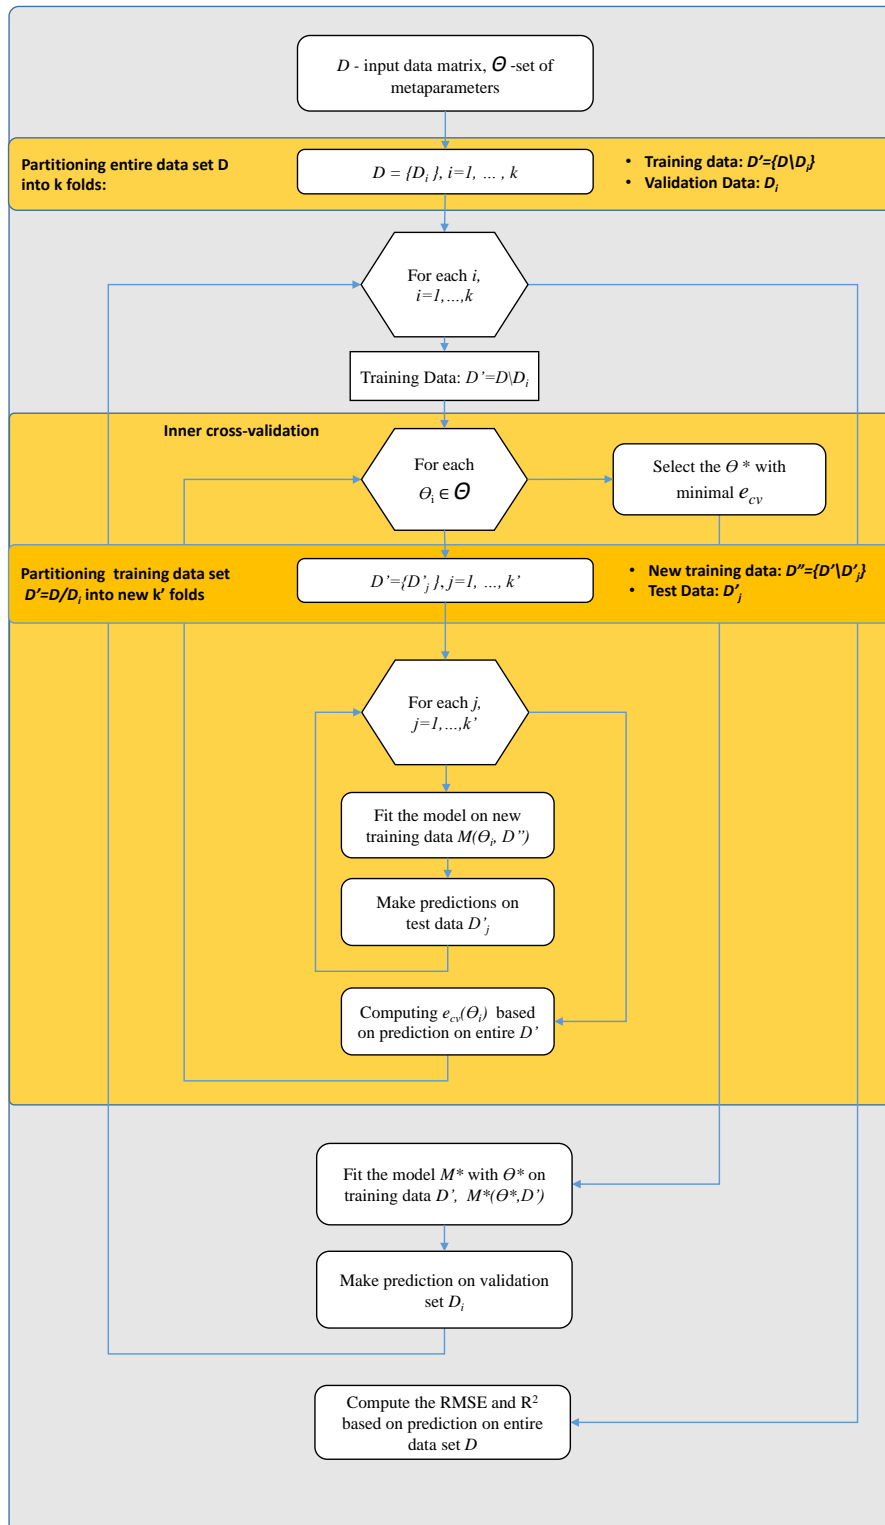 D - input data matrix, Θ -set of
metaparameters
Partitioning entire data set D
into k folds:
D = {Dᵢ }, i=1, … , k
• Training data: D’={D\Dᵢ}
• Validation Data: Dᵢ
For each i,
i=1,…,k
Training Data: D’=D\Dᵢ
Inner cross-validation
For each
Θᵢ ∈ Θ
Select the Θ * with
minimal e_cv
Partitioning training data set
D’=D/Dᵢ into new k’ folds
D’={D’ⱼ }, j=1, …, k’
• New training data: D”={D’\D’ⱼ}
• Test Data: D’ⱼ
For each j,
j=1,…,k’
Fit the model on new
training data M(Θᵢ, D”)
Make predictions on
test data D’ⱼ
Computing e_cv(Θᵢ) based
on prediction on entire D’
Fit the model M* with Θ* on
training data D’, M*(Θ*,D’)
Make prediction on validation
set Dᵢ
Compute the RMSE and R²
based on prediction on entire
data set D